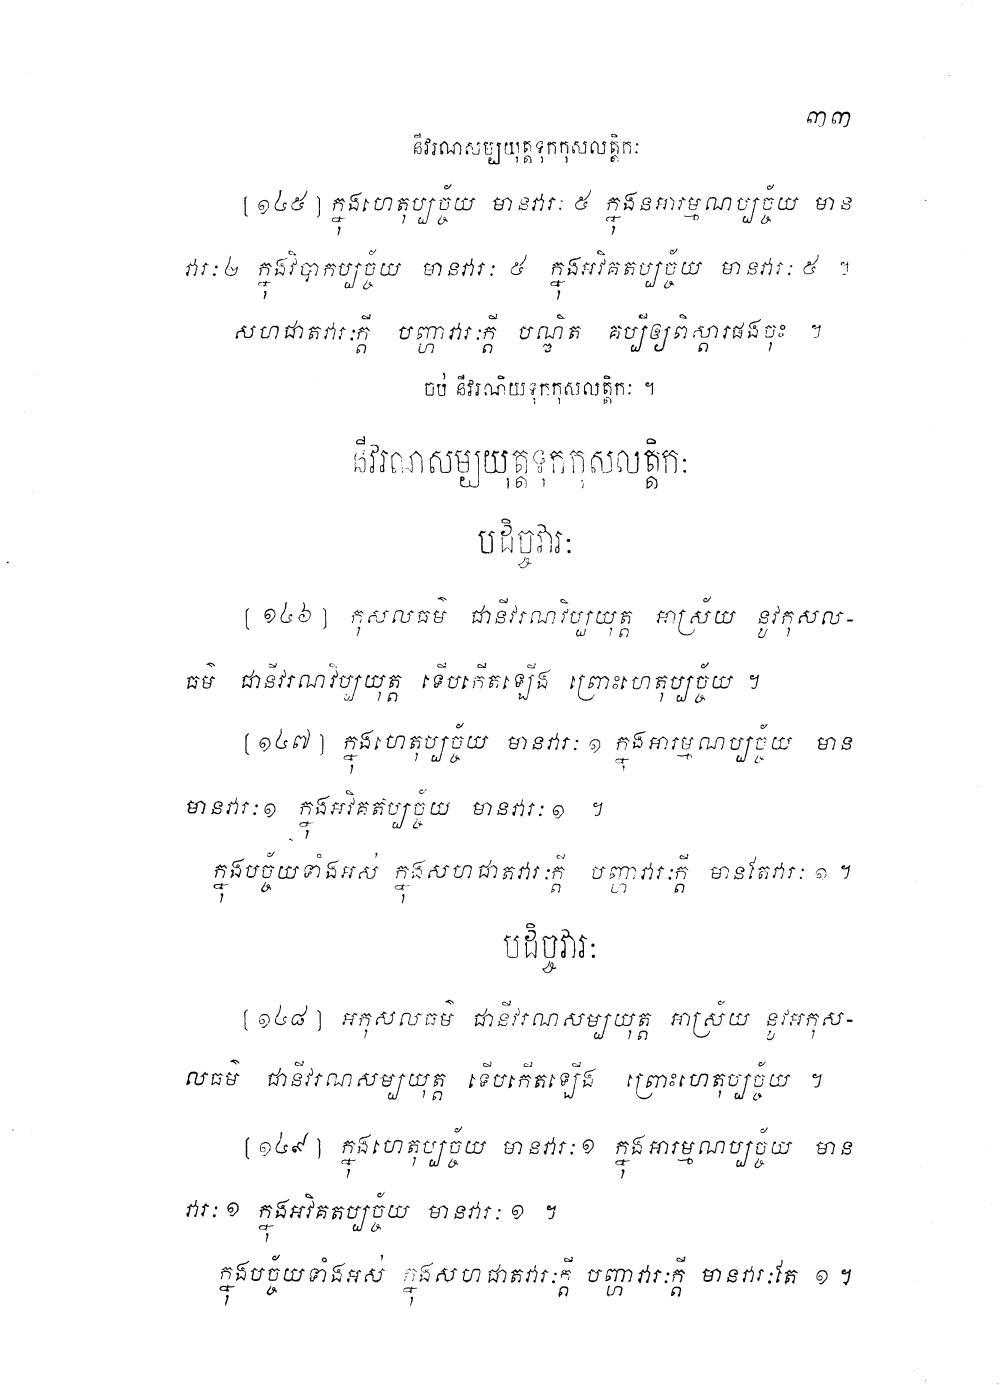 ៣៣
នីវរណសម្បយុត្តទុកកុសលត្តិកៈ
[១៤៥] ក្នុងហេតុប្បច្ច័យ មានវារៈ ៥ ក្នុងនអារម្មណប្បច្ច័យ មាន
វារៈ ២ ក្នុងវិបាកប្បច្ច័យ មានវារៈ ៥ ក្នុងអវិគតប្បច្ច័យ មានវារៈ ៥ ។
សហជាតវារៈក្តី បញ្ហាវារៈក្តី បណ្ឌិត គប្បីឲ្យពិស្តារផងចុះ ។
ចប់ នីវរណិយទុកកុសលត្តិកៈ ។
នីវរណសម្បយុត្តទុកកុសលត្តិកៈ
បដិច្ចវារៈ
[១៤៦] កុសលធម៌ ជានីវរណវិប្បយុត្ត អាស្រ័យ នូវកុសល-
ធម៌ ជានីវរណវិប្បយុត្ត ទើបកើតឡើង ព្រោះហេតុប្បច្ច័យ ។
[១៤៧] ក្នុងហេតុប្បច្ច័យ មានវារៈ ១ ក្នុងអារម្មណប្បច្ច័យ មាន
មានវារៈ ១ ក្នុងអវិគតប្បច្ច័យ មានវារៈ ១ ។
ក្នុងបច្ច័យទាំងអស់ ក្នុងសហជាតវារៈក្តី បញ្ហាវារៈក្តី មានតែវារៈ ១ ។
បដិច្ចវារៈ
[១៤៨] អកុសលធម៌ ជានីវរណសម្បយុត្ត អាស្រ័យ នូវអកុស-
លធម៌ ជានីវរណសម្បយុត្ត ទើបកើតឡើង ព្រោះហេតុប្បច្ច័យ ។
[១៤៩] ក្នុងហេតុប្បច្ច័យ មានវារៈ ១ ក្នុងអារម្មណប្បច្ច័យ មាន
វារៈ ១ ក្នុងអវិគតប្បច្ច័យ មានវារៈ ១ ។
ក្នុងបច្ច័យទាំងអស់ ក្នុងសហជាតវារៈក្តី បញ្ហាវារៈក្តី មានវារៈតែ ១ ។